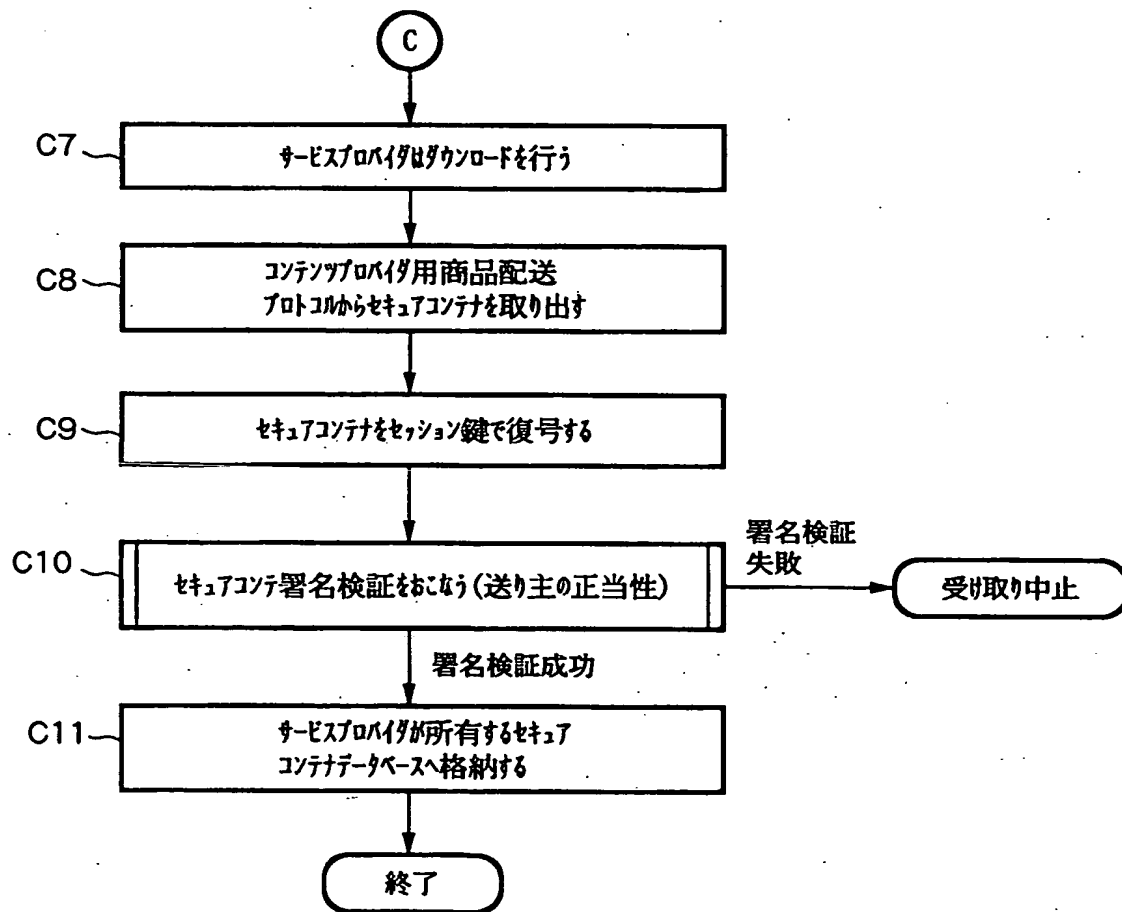 C
C7
サービスプロバイダはダウンロードを行う
C8
コンテンツプロバイダ用商品配送
プロトコルからセキュアコンテナを取り出す
C9
セキュアコンテナをセッション鍵で復号する
C10
セキュアコンテ署名検証をおこなう(送り主の正当性)
署名検証
失敗
受け取り中止
署名検証成功
C11
サービスプロバイダが所有するセキュア
コンテナデータベースへ格納する
終了